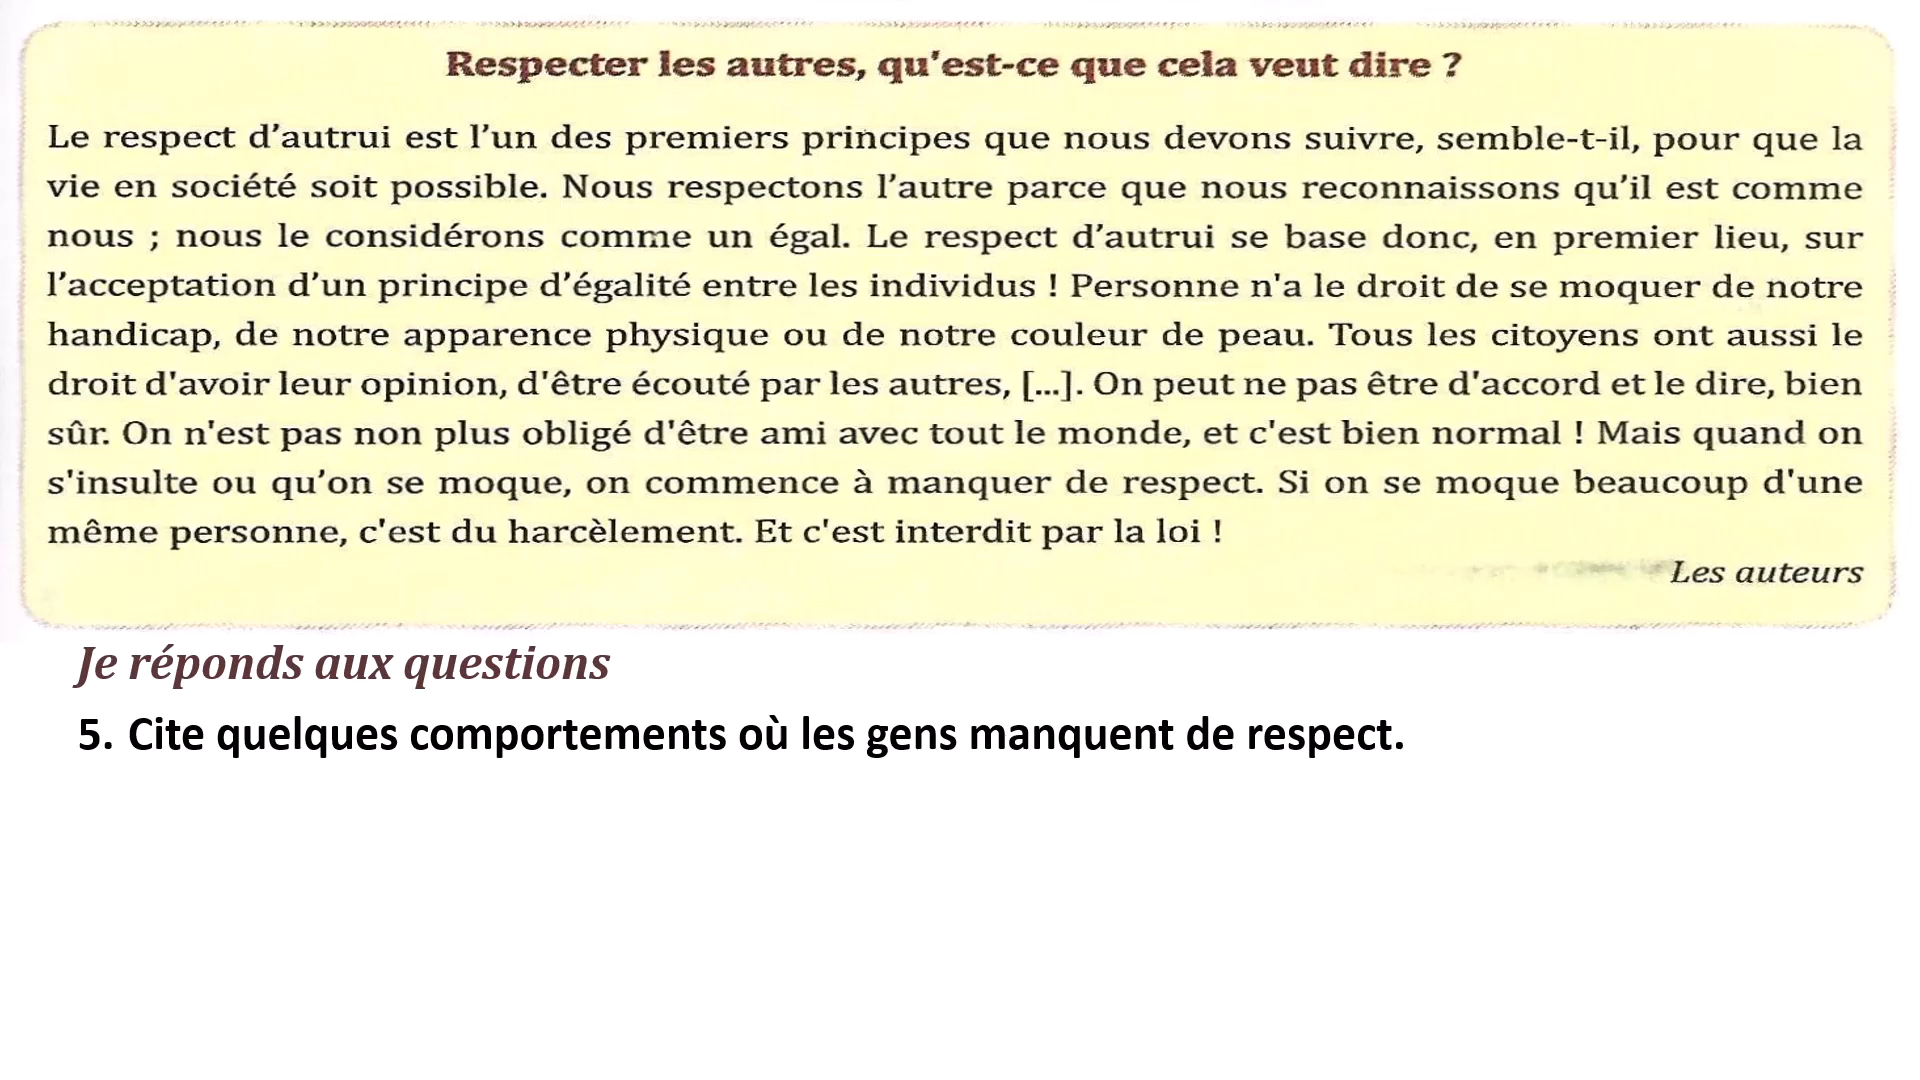 Respecter les autres, qu'est-ce que cela veut dire ?
Le respect d’autrui est l’un des premiers principes que nous devons suivre, semble-t-il, pour que la
vie en société soit possible. Nous respectons l’autre parce que nous reconnaissons qu’il est comme
nous ; nous le considérons comme un égal. Le respect d’autrui se base donc, en premier lieu, sur
l’acceptation d’un principe d’égalité entre les individus ! Personne n'a le droit de se moquer de notre
handicap, de notre apparence physique ou de notre couleur de peau. Tous les citoyens ont aussi le
droit d'avoir leur opinion, d'être écouté par les autres, [...]. On peut ne pas être d'accord et le dire, bien
sûr. On n'est pas non plus obligé d'être ami avec tout le monde, et c'est bien normal ! Mais quand on
s'insulte ou qu’on se moque, on commence à manquer de respect. Si on se moque beaucoup d'une
même personne, c'est du harcèlement. Et c'est interdit par la loi !
Les auteurs
Je réponds aux questions
5. Cite quelques comportements où les gens manquent de respect.